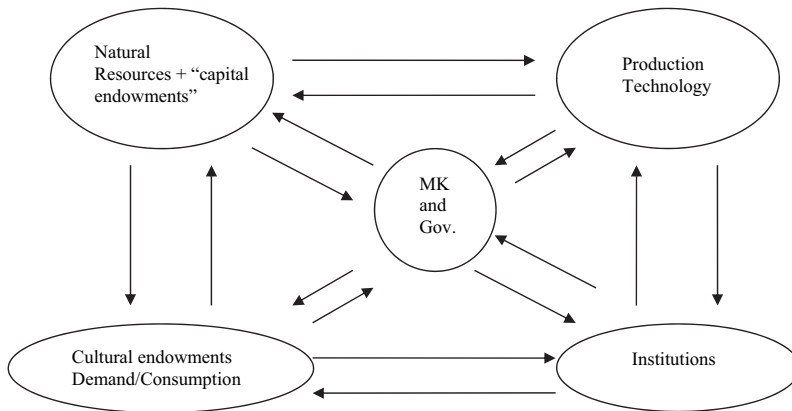 Natural
Resources + “capital
endowments”
Production
Technology
MK
and
Gov.
Cultural endowments
Demand/Consumption
Institutions